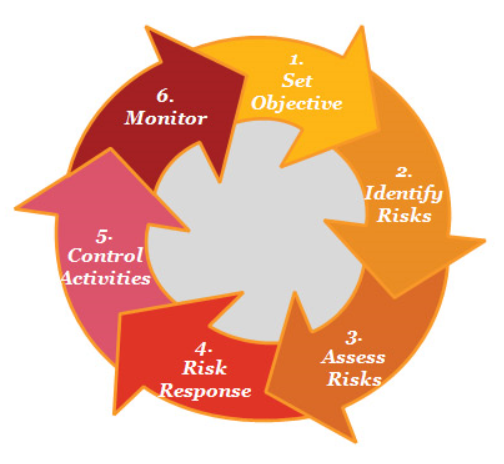 1.
Set
Objective
2.
Identify
Risks
3.
Assess
Risks
4.
Risk
Response
5.
Control
Activities
6.
Monitor